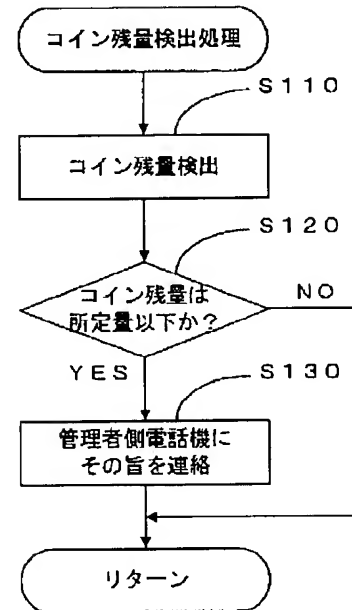 コイン残量検出処理
S110
コイン残量検出
S120
コイン残量は
所定量以下か?
NO
YES
S130
管理者側電話機に
その旨を連絡
リターン